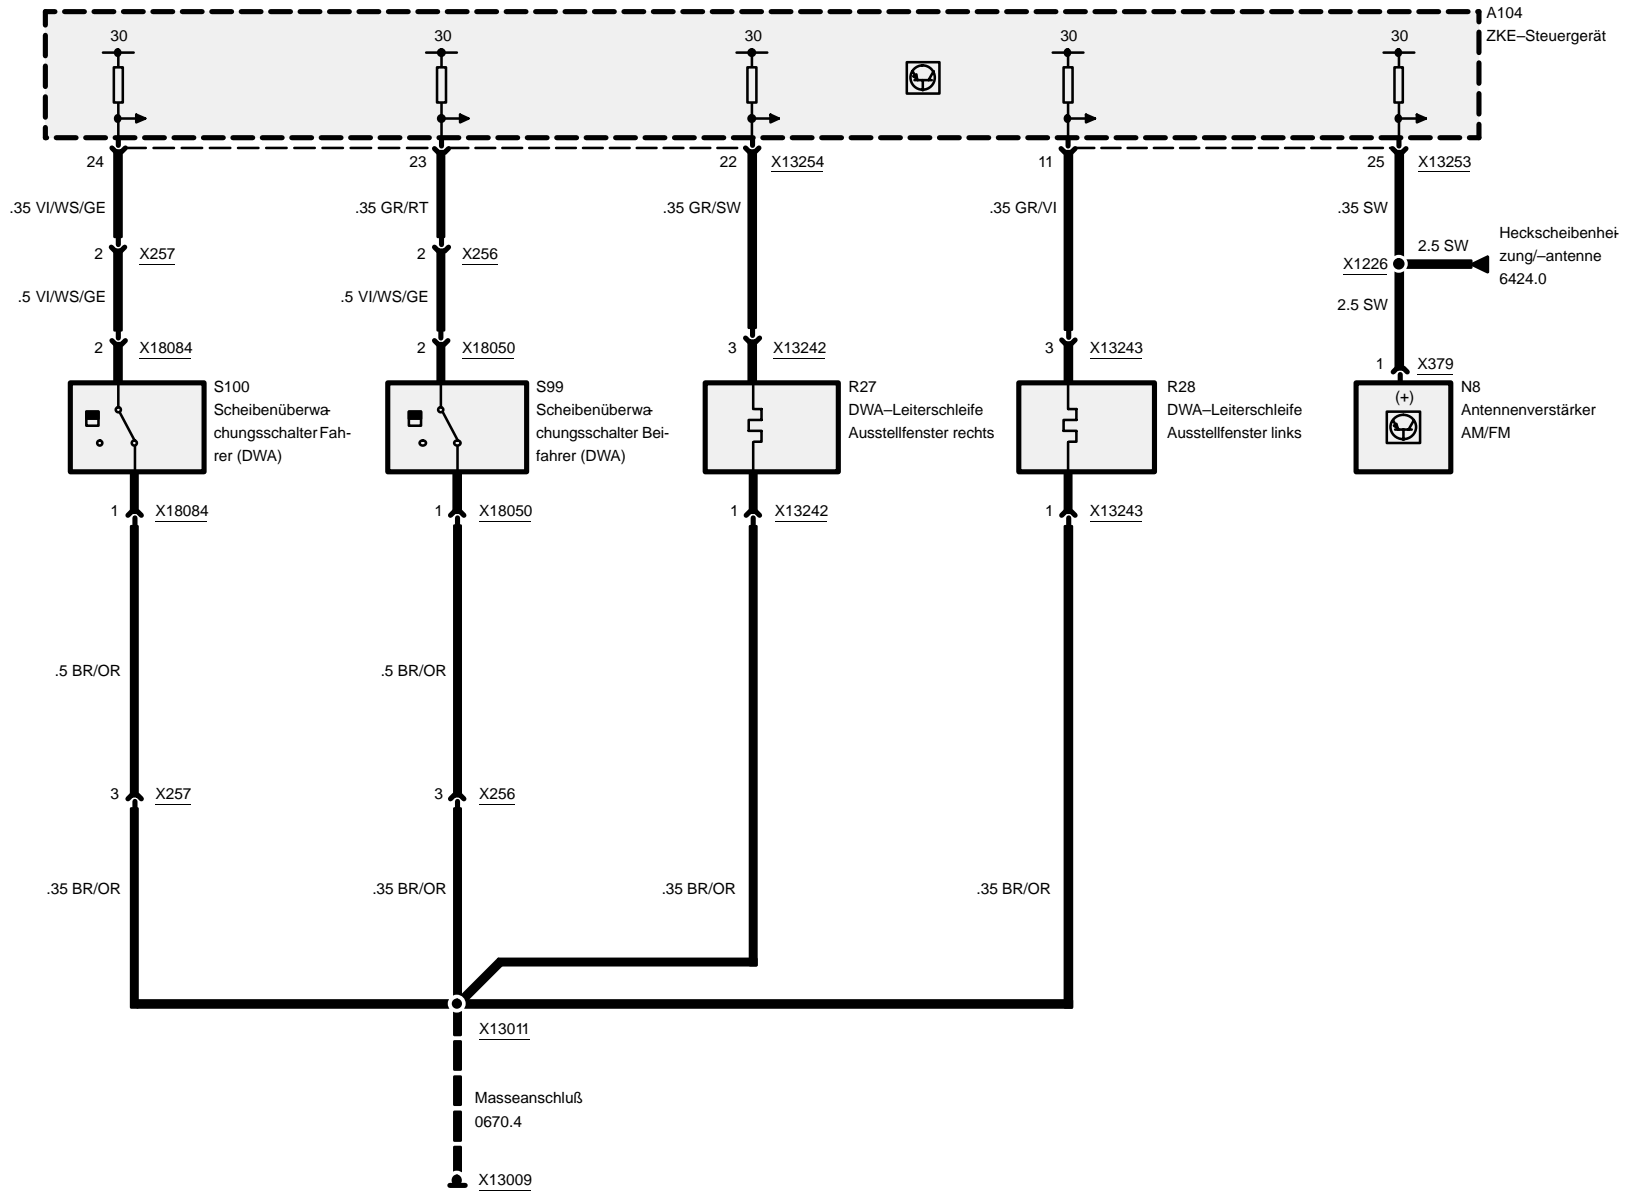 A104
ZKE–Steuergerät
30
30
30
30
30
24
23
22
X13254
11
25
X13253
.35 VI/WS/GE
.35 GR/RT
.35 GR/SW
.35 GR/VI
.35 SW
2
X257
2
X256
X1226
2.5 SW
Heckscheibenhei-
zung/–antenne
6424.0
.5 VI/WS/GE
.5 VI/WS/GE
2.5 SW
2
X18084
2
X18050
3
X13242
3
X13243
1
X379
S100
Scheibenüberwa-
chungsschalter Fah-
rer (DWA)
S99
Scheibenüberwa-
chungsschalter Bei-
fahrer (DWA)
R27
DWA–Leiterschleife
Ausstellfenster rechts
R28
DWA–Leiterschleife
Ausstellfenster links
(+)
N8
Antennenverstärker
AM/FM
1
X18084
1
X18050
1
X13242
1
X13243
.5 BR/OR
.5 BR/OR
3
X257
3
X256
.35 BR/OR
.35 BR/OR
.35 BR/OR
.35 BR/OR
X13011
Masseanschluß
0670.4
X13009